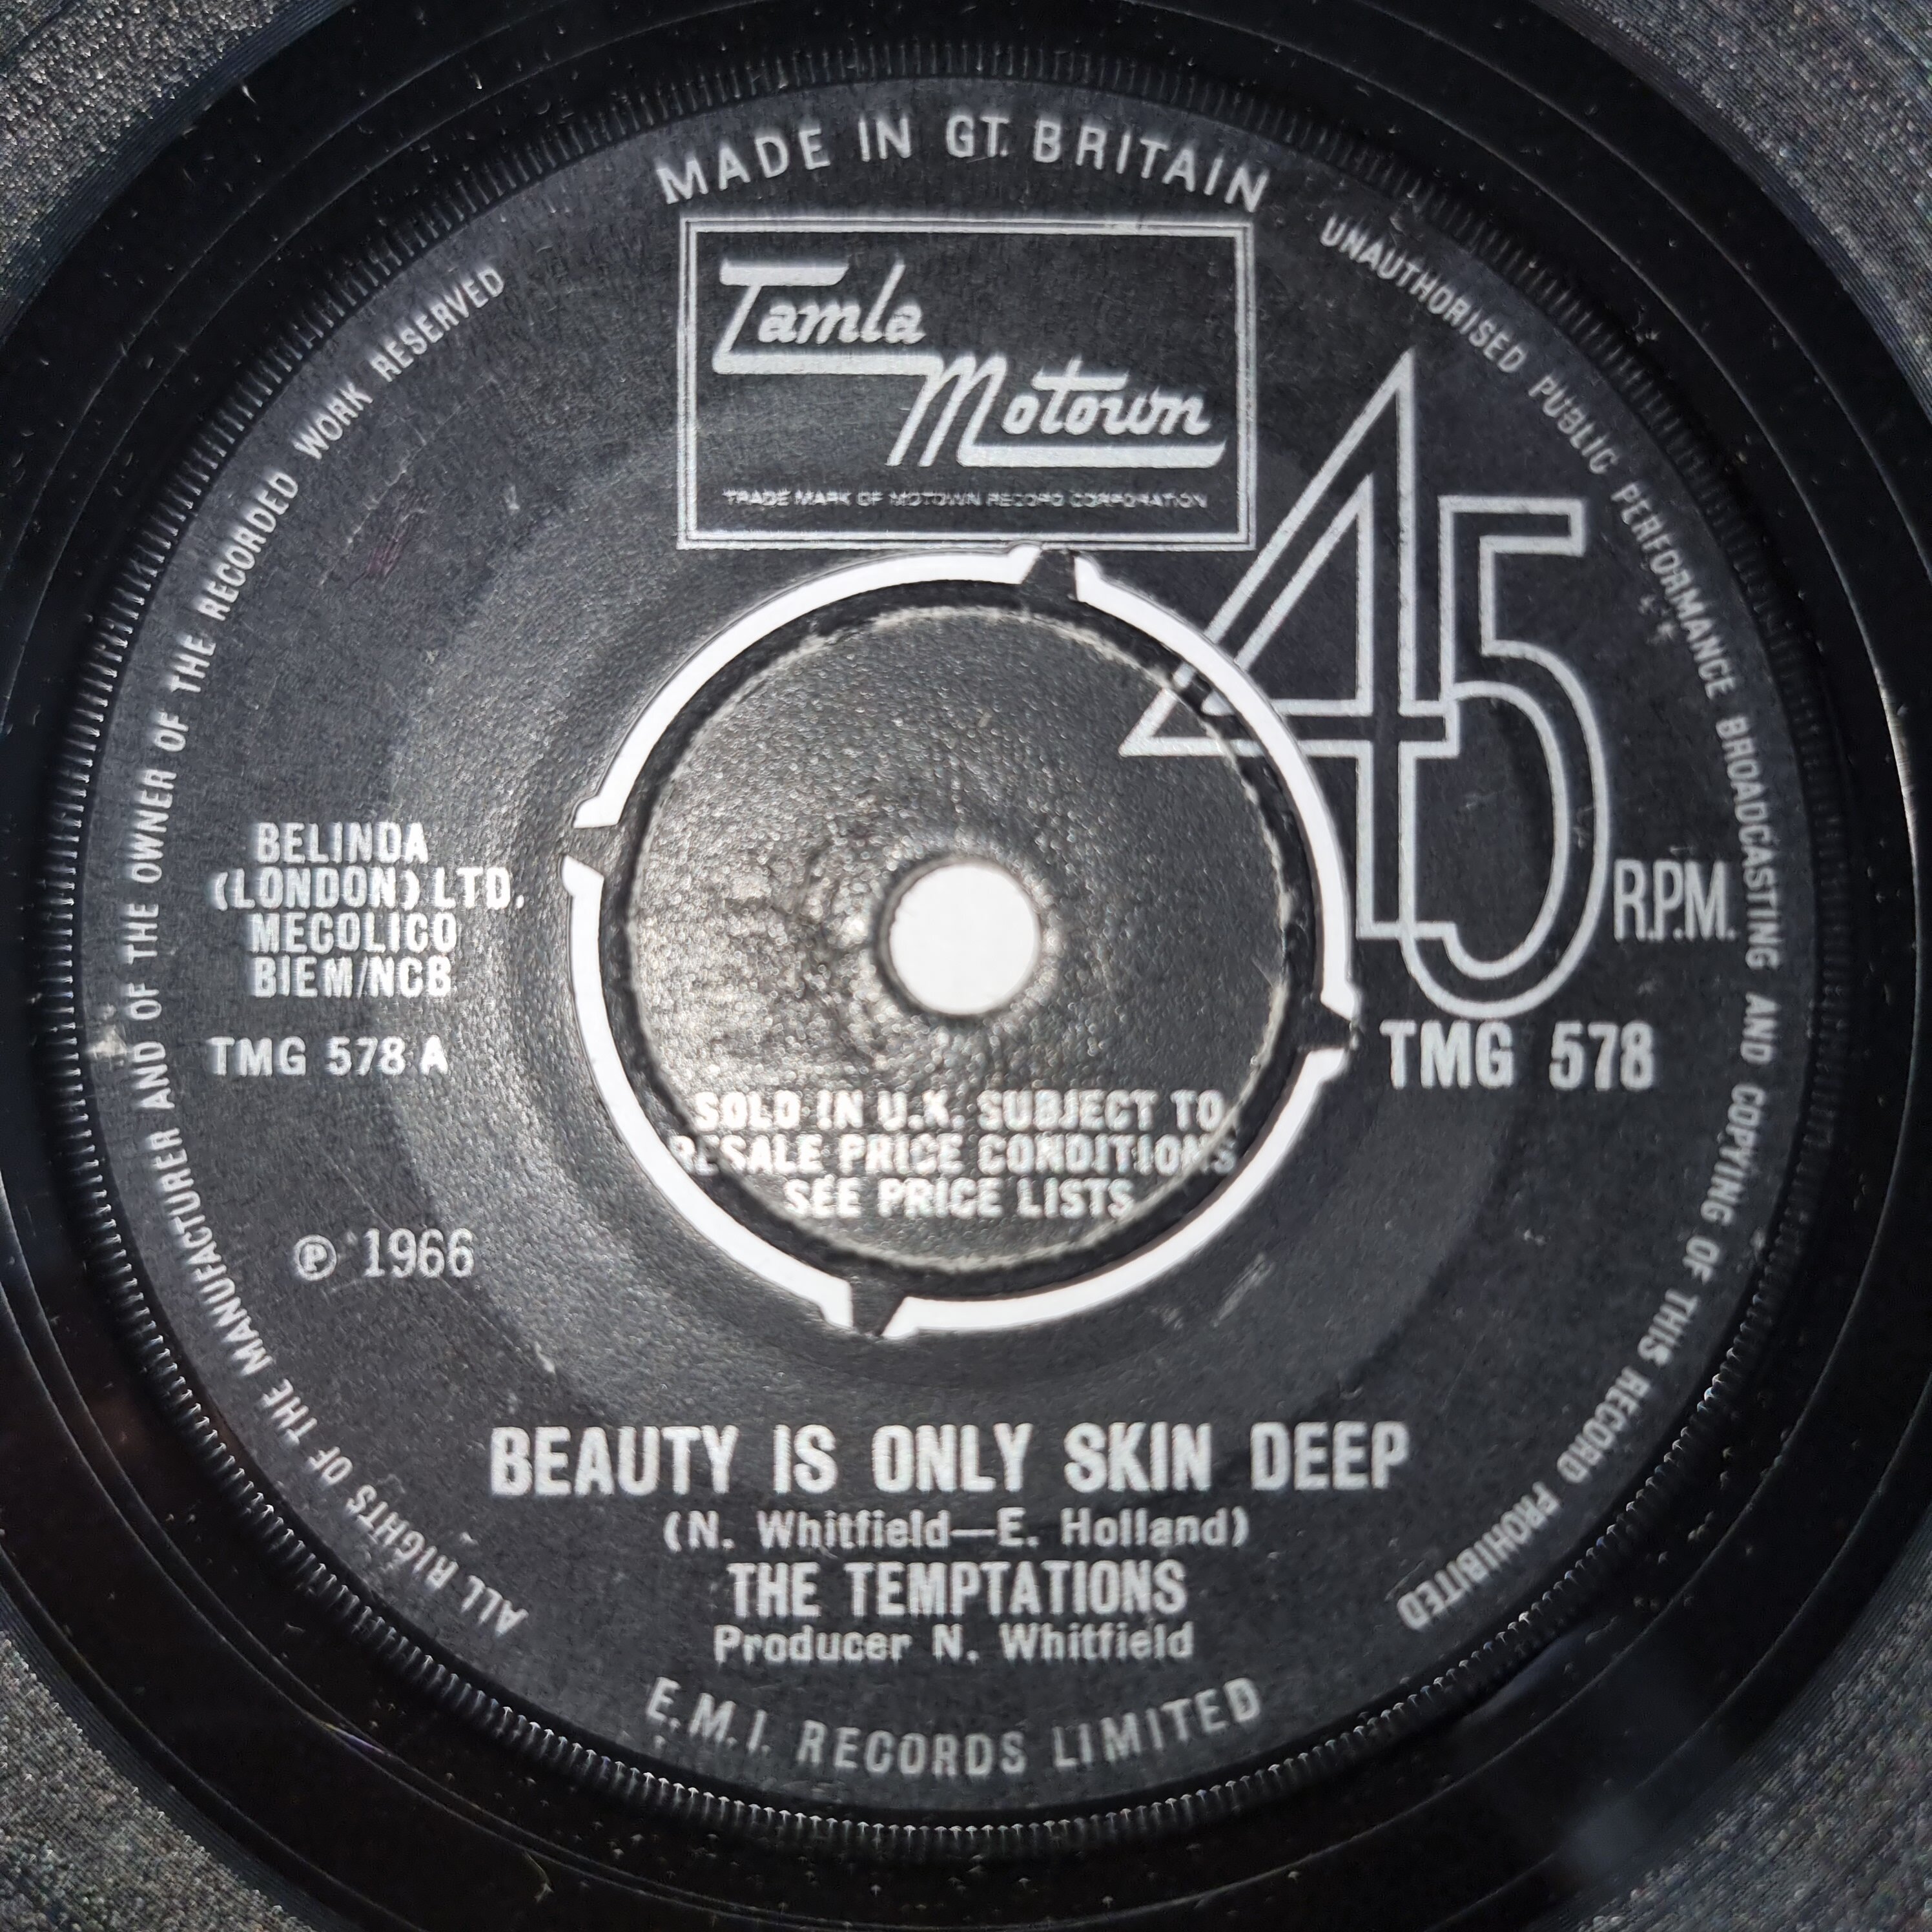 MADE IN GT. BRITAIN
Tamla
Motown
TRADE MARK OF MOTOWN RECORD CORPORATION
UNAUTHORISED PUBLIC PERFORMANCE BROADCASTING AND COPYING OF THIS RECORD PROHIBITED
ALL RIGHTS OF THE MANUFACTURER AND OF THE OWNER OF THE RECORDED WORK RESERVED
45 R.P.M.
BELINDA
(LONDON) LTD.
MECOLICO
BIEM/NCB
TMG 578 A
TMG 578
SOLD IN U.K. SUBJECT TO
RESALE PRICE CONDITIONS
SEE PRICE LISTS
℗ 1966
BEAUTY IS ONLY SKIN DEEP
(N. Whitfield—E. Holland)
THE TEMPTATIONS
Producer N. Whitfield
E.M.I. RECORDS LIMITED